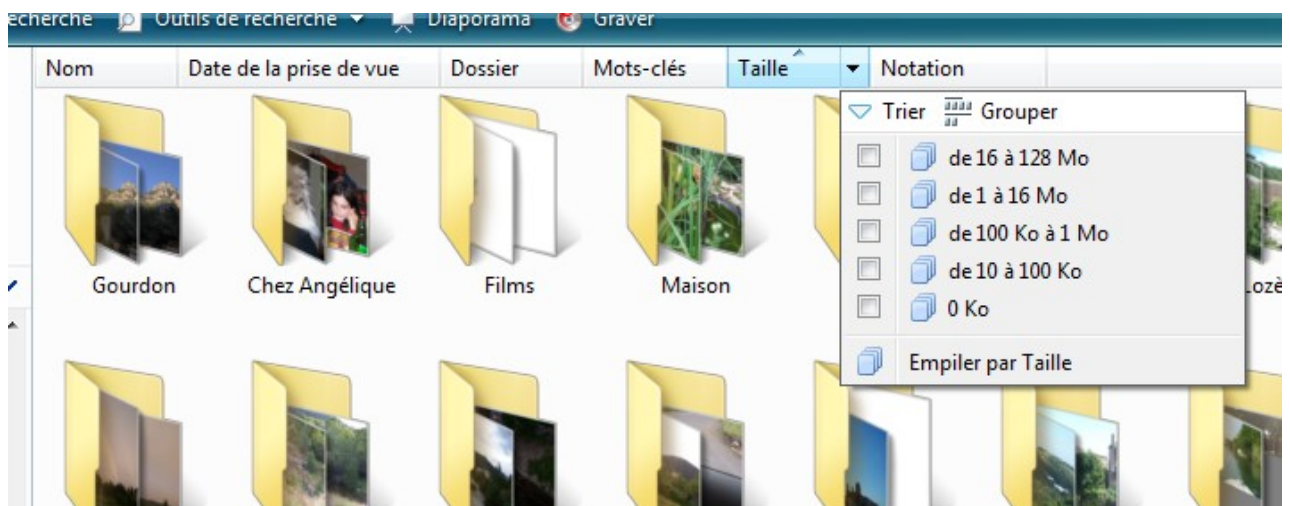 echerche Outils de recherche Diaporama Graver
Nom Date de la prise de vue Dossier Mots-clés Taille Notation
Trier Grouper
de 16 à 128 Mo
de 1 à 16 Mo
de 100 Ko à 1 Mo
de 10 à 100 Ko
0 Ko
Empiler par Taille
Gourdon Chez Angélique Films Maison ozè